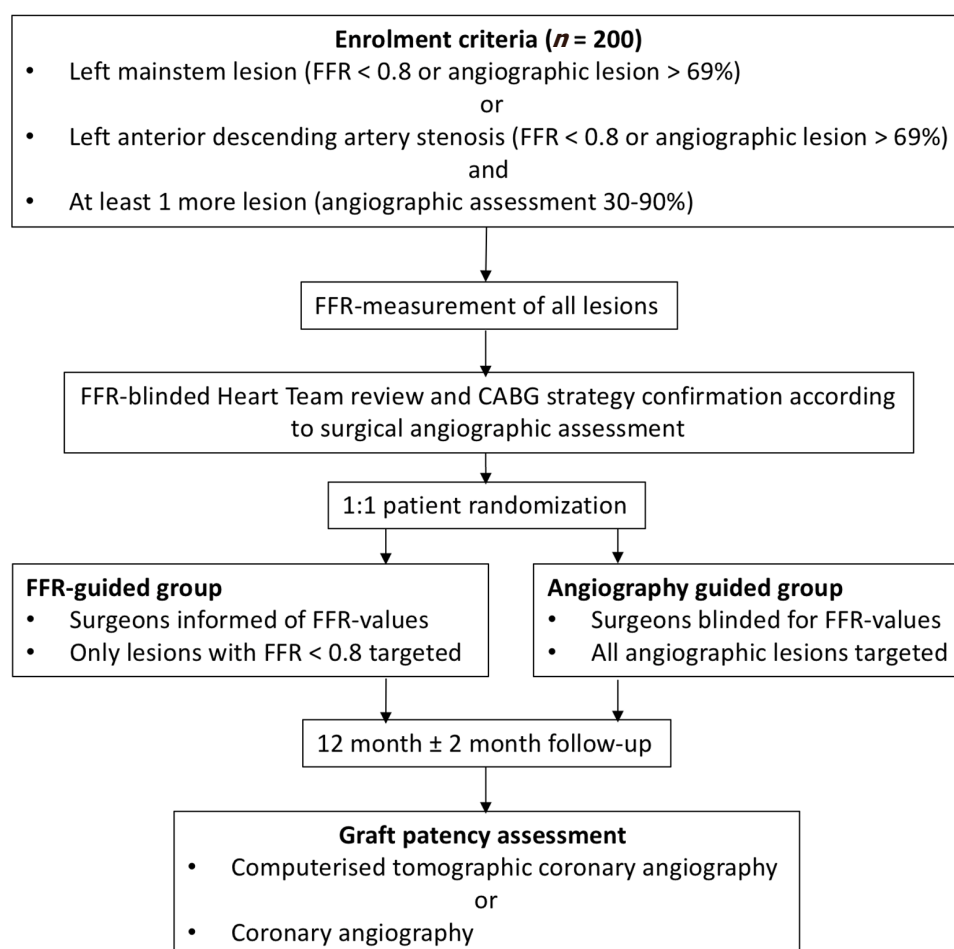 Enrolment criteria (n = 200)
• Left mainstem lesion (FFR < 0.8 or angiographic lesion > 69%)
or
• Left anterior descending artery stenosis (FFR < 0.8 or angiographic lesion > 69%)
and
• At least 1 more lesion (angiographic assessment 30-90%)
FFR-measurement of all lesions
FFR-blinded Heart Team review and CABG strategy confirmation according
to surgical angiographic assessment
1:1 patient randomization
FFR-guided group
• Surgeons informed of FFR-values
• Only lesions with FFR < 0.8 targeted
Angiography guided group
• Surgeons blinded for FFR-values
• All angiographic lesions targeted
12 month ± 2 month follow-up
Graft patency assessment
• Computerised tomographic coronary angiography
or
• Coronary angiography